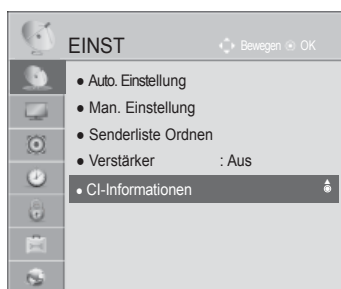 EINST
Bewegen OK
• Auto. Einstellung
• Man. Einstellung
• Senderliste Ordnen
• Verstärker : Aus
• CI-Informationen